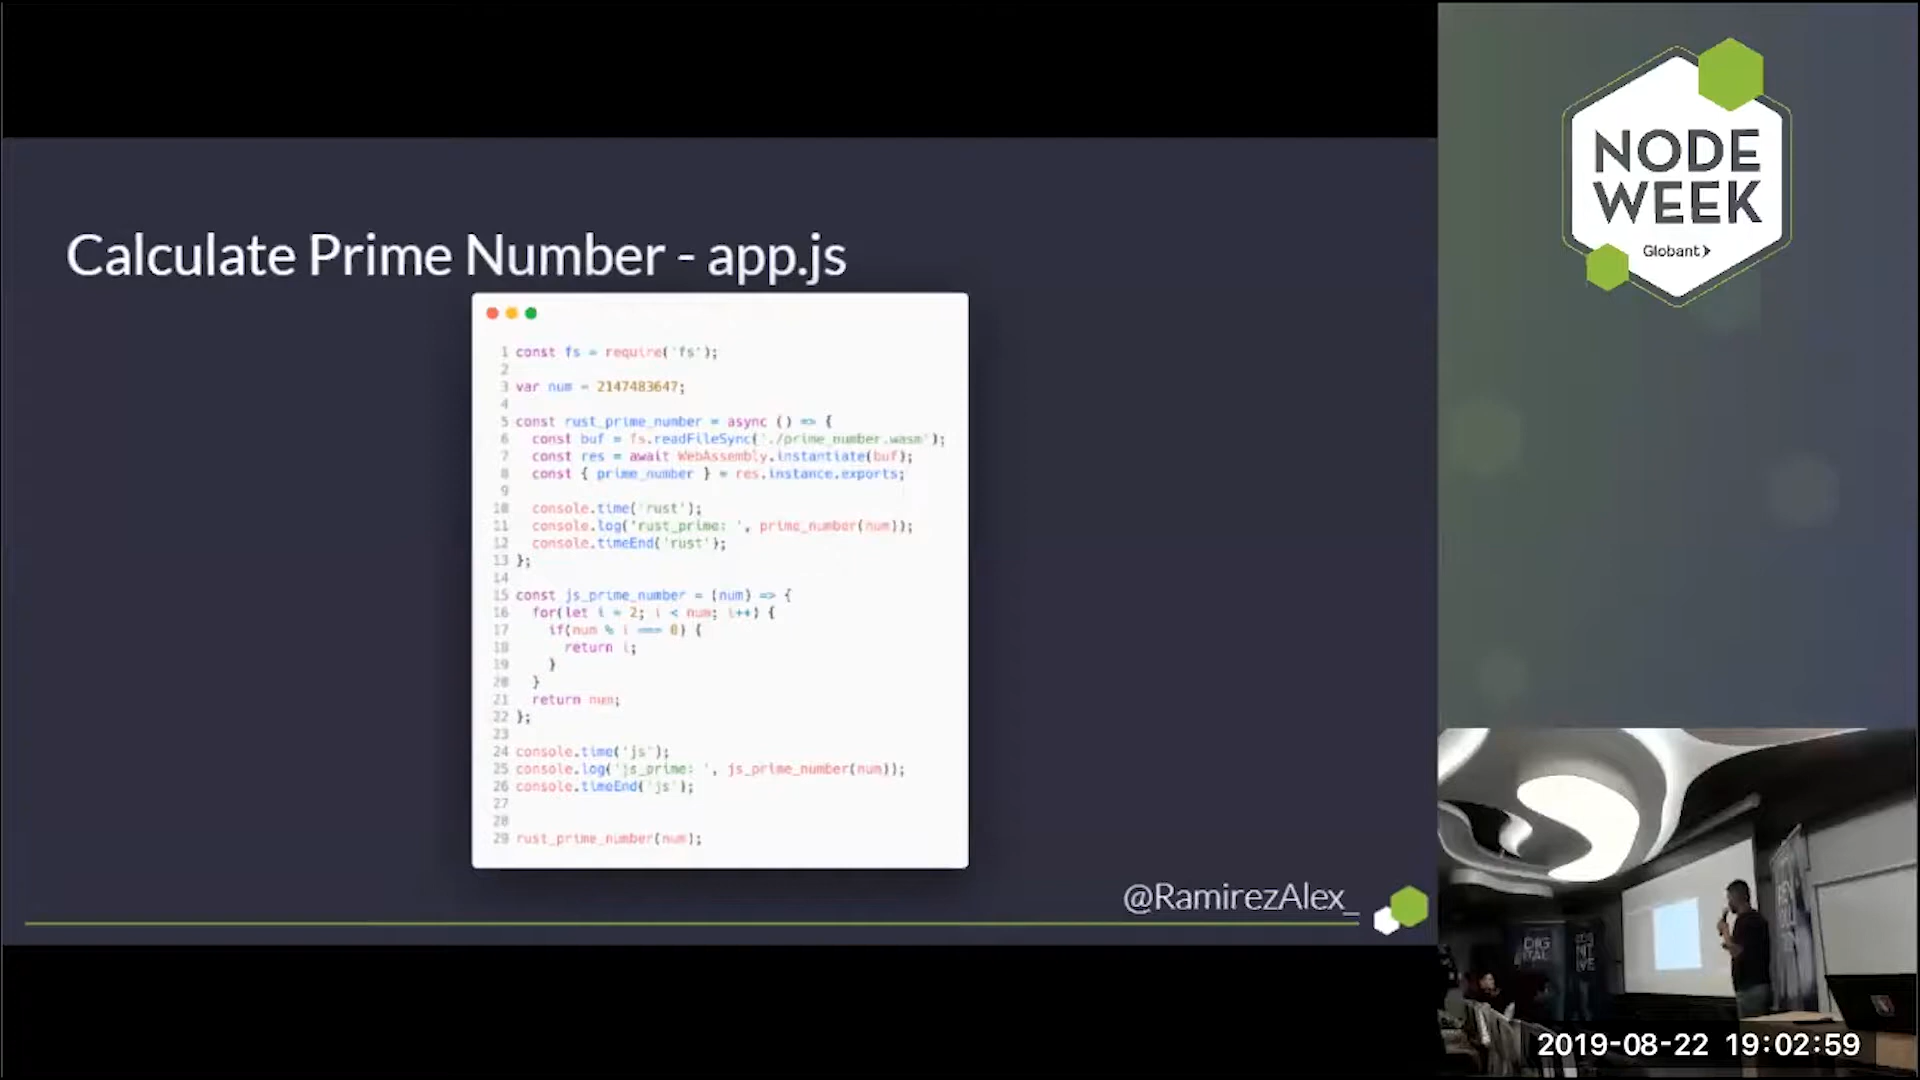 Calculate Prime Number - app.js
1 const fs = require('fs');
2
3 var num = 2147483647;
4
5 const rust_prime_number = async () => {
6 const buf = fs.readFileSync('./prime_number.wasm');
7 const res = await WebAssembly.instantiate(buf);
8 const { prime_number } = res.instance.exports;
9
10 console.time('rust');
11 console.log('rust_prime: ', prime_number(num));
12 console.timeEnd('rust');
13 };
14
15 const js_prime_number = (num) => {
16 for(let i = 2; i < num; i++) {
17 if(num % i === 0) {
18 return i;
19 }
20 }
21 return num;
22 };
23
24 console.time('js');
25 console.log('js_prime: ', js_prime_number(num));
26 console.timeEnd('js');
27
28
29 rust_prime_number(num);
@RamirezAlex_
NODE
WEEK
Globant
DIG
ITAL
2019-08-22 19:02:59